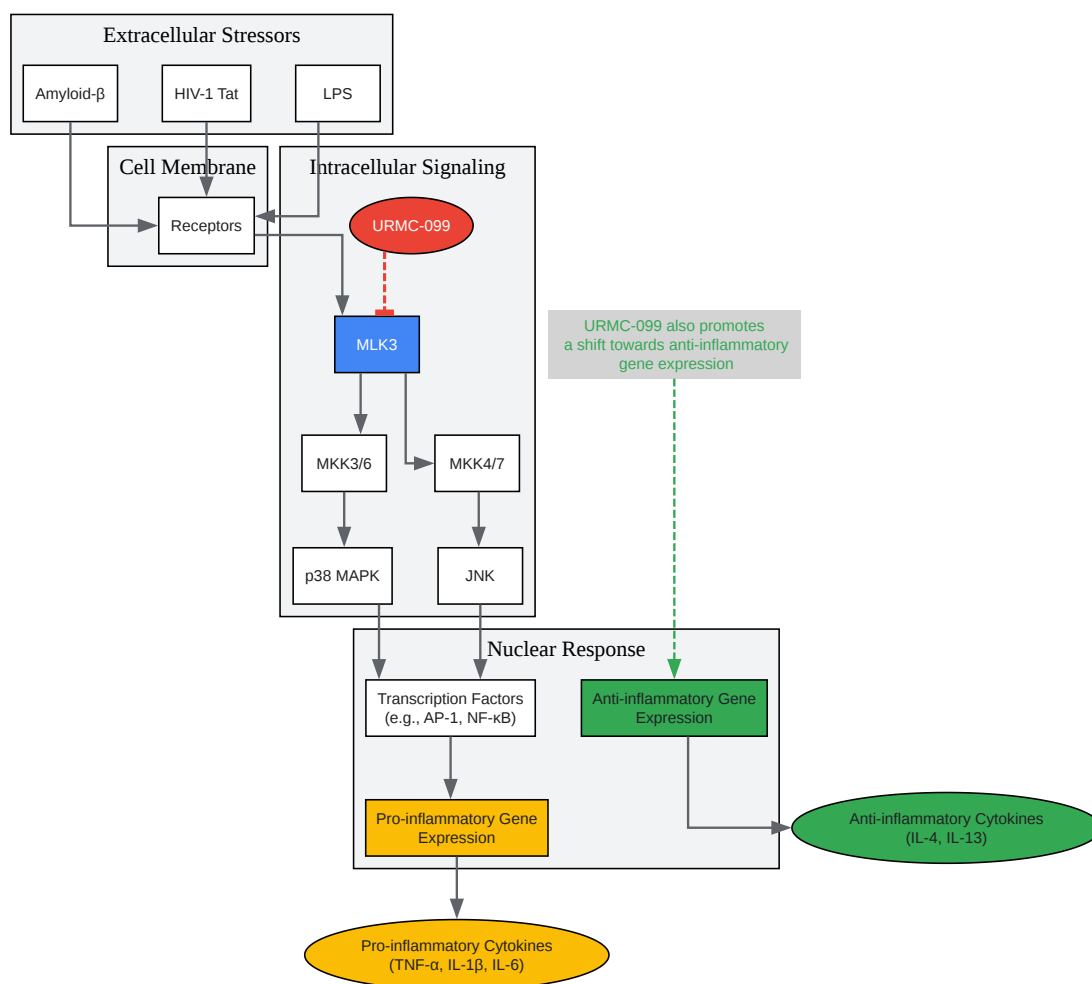 Extracellular Stressors
Amyloid-β
HIV-1 Tat
LPS
Cell Membrane
Intracellular Signaling
Receptors
URMC-099
MLK3
URMC-099 also promotes
a shift towards anti-inflammatory
gene expression
MKK3/6
MKK4/7
p38 MAPK
JNK
Nuclear Response
Transcription Factors
(e.g., AP-1, NF-κB)
Anti-inflammatory Gene
Expression
Pro-inflammatory Gene
Expression
Anti-inflammatory Cytokines
(IL-4, IL-13)
Pro-inflammatory Cytokines
(TNF-α, IL-1β, IL-6)